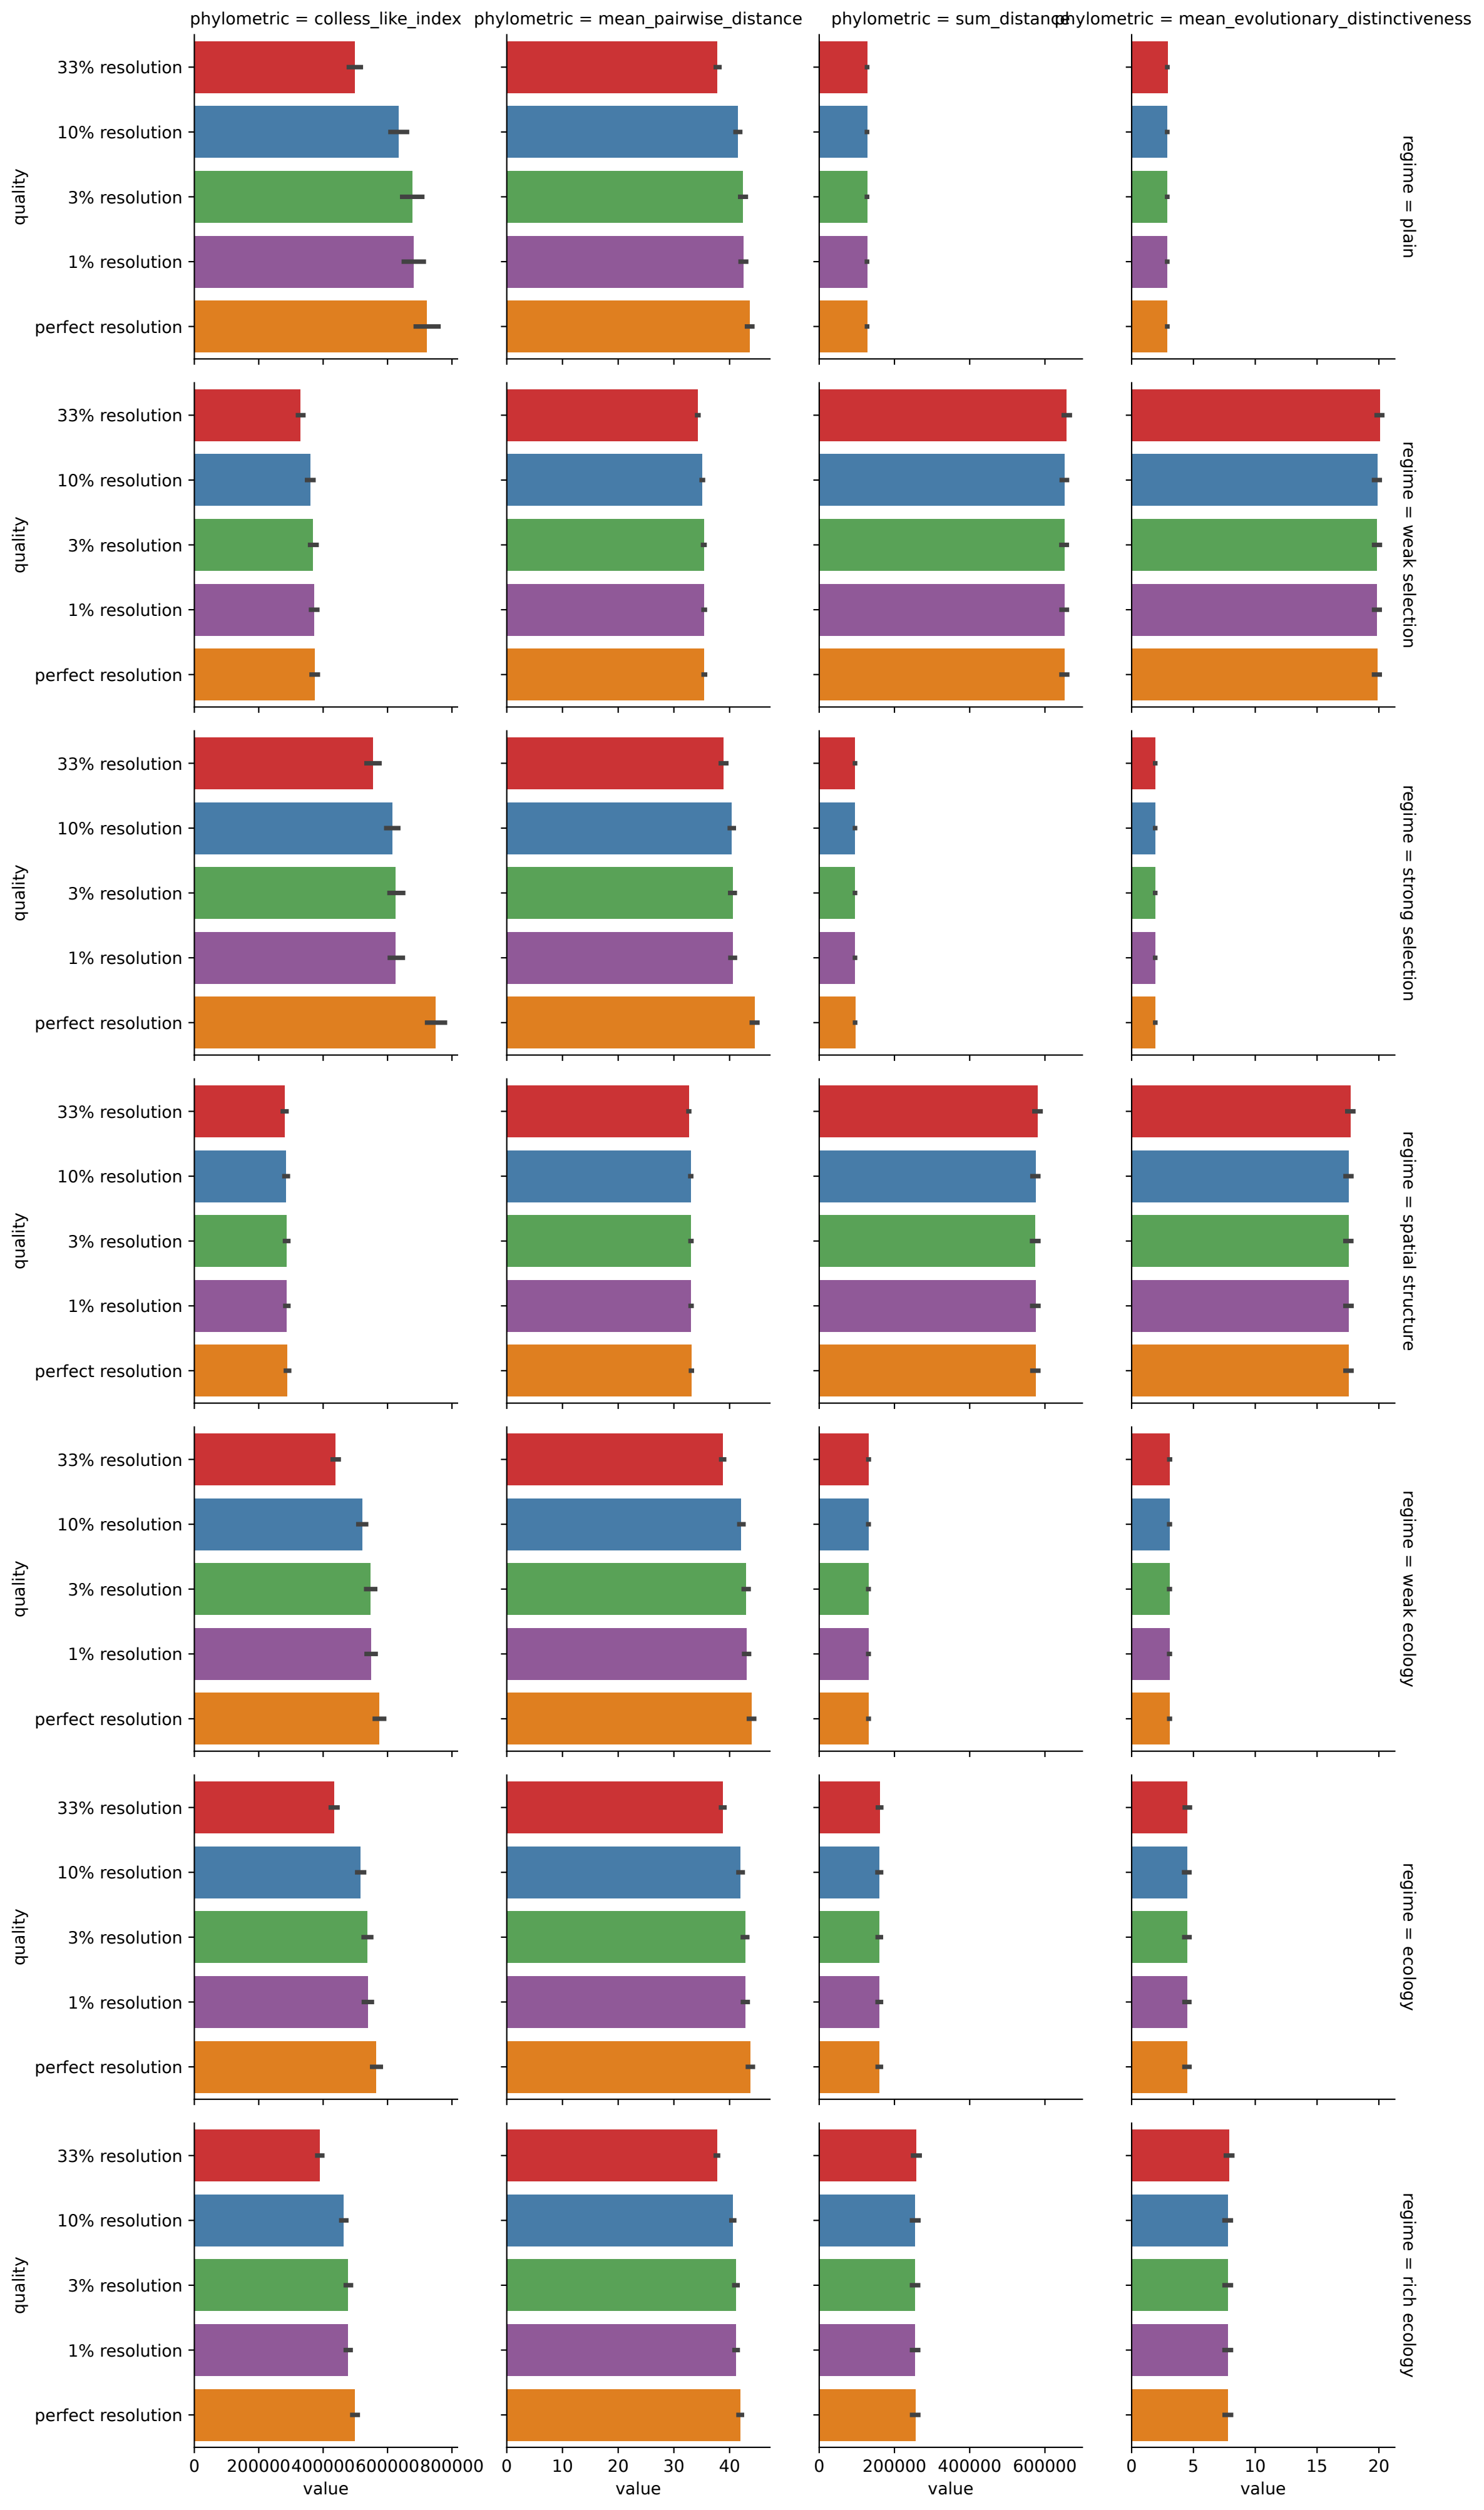 phylometric = colless_like_index
phylometric = mean_pairwise_distance
phylometric = sum_distance
phylometric = mean_evolutionary_distinctiveness
quality
33% resolution
10% resolution
3% resolution
1% resolution
perfect resolution
regime = plain
quality
33% resolution
10% resolution
3% resolution
1% resolution
perfect resolution
regime = weak selection
quality
33% resolution
10% resolution
3% resolution
1% resolution
perfect resolution
regime = strong selection
quality
33% resolution
10% resolution
3% resolution
1% resolution
perfect resolution
regime = spatial structure
quality
33% resolution
10% resolution
3% resolution
1% resolution
perfect resolution
regime = weak ecology
quality
33% resolution
10% resolution
3% resolution
1% resolution
perfect resolution
regime = ecology
quality
33% resolution
10% resolution
3% resolution
1% resolution
perfect resolution
regime = rich ecology
0 200000 400000 600000 800000
value
0 10 20 30 40
value
0 200000 400000 600000
value
0 5 10 15 20
value